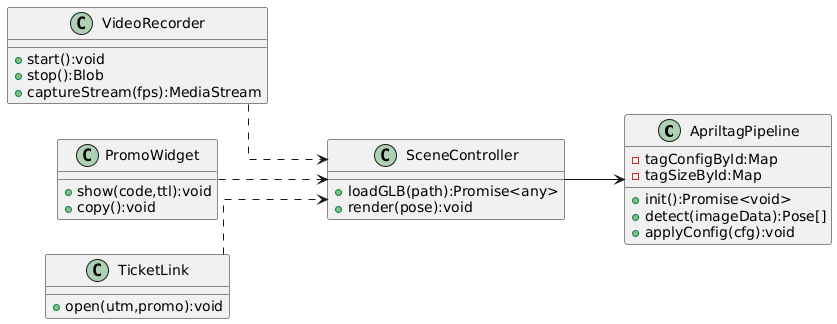 C VideoRecorder
start():void
stop():Blob
captureStream(fps):MediaStream
C PromoWidget
show(code,ttl):void
copy():void
C TicketLink
open(utm,promo):void
C SceneController
loadGLB(path):Promise<any>
render(pose):void
C ApriltagPipeline
tagConfigById:Map
tagSizeById:Map
init():Promise<void>
detect(imageData):Pose[]
applyConfig(cfg):void